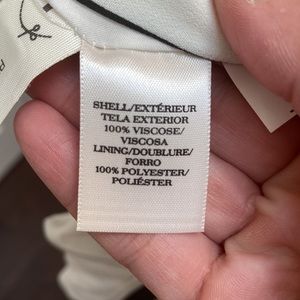 SHELL/EXTÉRIEUR
TELA EXTERIOR
100% VISCOSE/
VISCOSA
LINING/DOUBLURE/
FORRO
100% POLYESTER/
POLIÉSTER